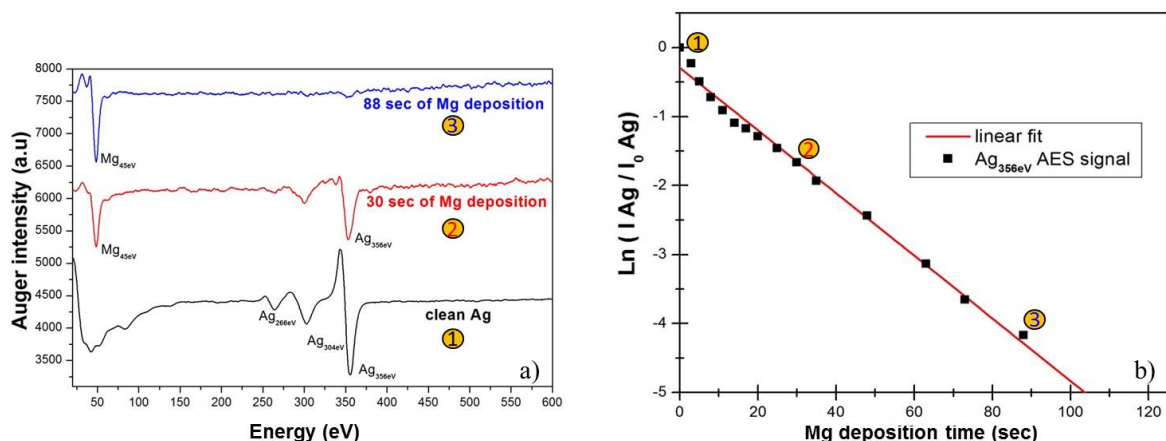 8000
7500
7000
6500
6000
5500
5000
4500
4000
3500
Auger intensity (a.u)
88 sec of Mg deposition
3
Mg45eV
30 sec of Mg deposition
2
Mg45eV
Ag356eV
clean Ag
1
Ag266eV
Ag304eV
Ag356eV
a)
50 100 150 200 250 300 350 400 450 500 550 600
Energy (eV)
0
-1
-2
-3
-4
-5
Ln ( I Ag / I0 Ag)
1
2
3
linear fit
Ag356eV AES signal
b)
0 20 40 60 80 100 120
Mg deposition time (sec)